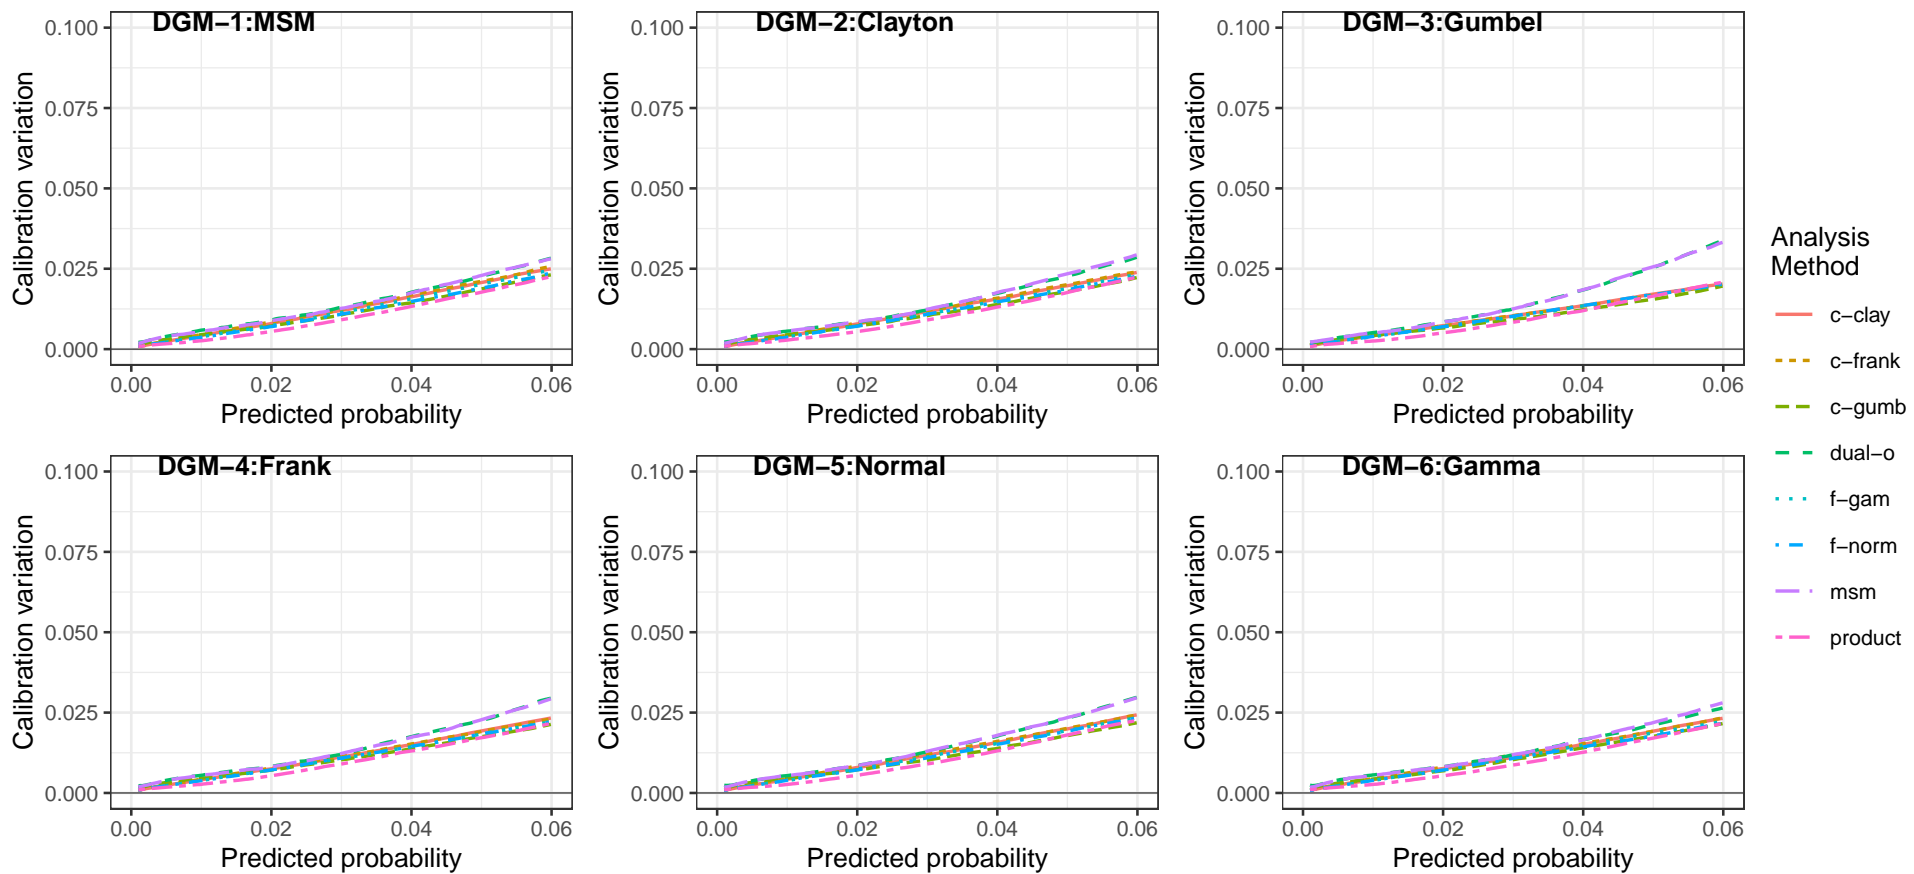 DGM−1:MSM
0.100
0.075
0.050
0.025
0.000
Calibration variation
0.00
0.02
0.04
0.06
Predicted probability
DGM−2:Clayton
0.100
0.075
0.050
0.025
0.000
Calibration variation
0.00
0.02
0.04
0.06
Predicted probability
DGM−3:Gumbel
0.100
0.075
0.050
0.025
0.000
Calibration variation
0.00
0.02
0.04
0.06
Predicted probability
DGM−4:Frank
0.100
0.075
0.050
0.025
0.000
Calibration variation
0.00
0.02
0.04
0.06
Predicted probability
DGM−5:Normal
0.100
0.075
0.050
0.025
0.000
Calibration variation
0.00
0.02
0.04
0.06
Predicted probability
DGM−6:Gamma
0.100
0.075
0.050
0.025
0.000
Calibration variation
0.00
0.02
0.04
0.06
Predicted probability
Analysis
Method
c−clay
c−frank
c−gumb
dual−o
f−gam
f−norm
msm
product